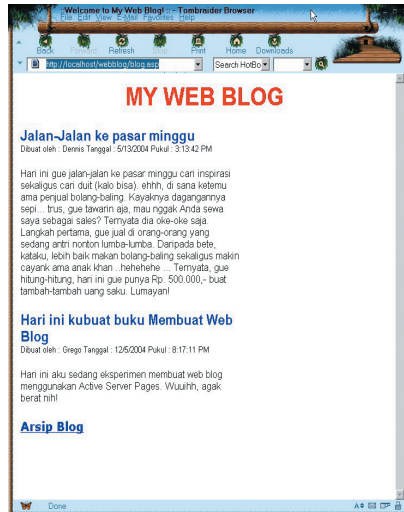 Welcome to My Web Blog! :: - Tombraider Browser
File Edit View E-Mail Favorites Help
Back Forward Refresh Stop Print Home Downloads
http://localhost/webblog/blog.asp Search HotBo
MY WEB BLOG
Jalan-Jalan ke pasar minggu
Dibuat oleh : Dennis Tanggal : 5/13/2004 Pukul : 3:13:42 PM
Hari ini gue jalan-jalan ke pasar minggu cari inspirasi
sekaligus cari duit (kalo bisa). ehhh, di sana ketemu
ama penjual bolang-baling. Kayaknya dagangannya
sepi... trus, gue tawarin aja, mau nggak Anda sewa
saya sebagai sales? Ternyata dia oke-oke saja.
Langkah pertama, gue jual di orang-orang yang
sedang antri nonton lumba-lumba. Daripada bete,
kataku, lebih baik makan bolang-baling sekaligus makin
cayank ama anak khan ..hehehehe ... Ternyata, gue
hitung-hitung, hari ini gue punya Rp. 500.000,- buat
tambah-tambah uang saku. Lumayan!
Hari ini kubuat buku Membuat Web
Blog
Dibuat oleh : Grego Tanggal : 12/5/2004 Pukul : 8:17:11 PM
Hari ini aku sedang eksperimen membuat web blog
menggunakan Active Server Pages. Wuuihh, agak
berat nih!
Arsip Blog
Done